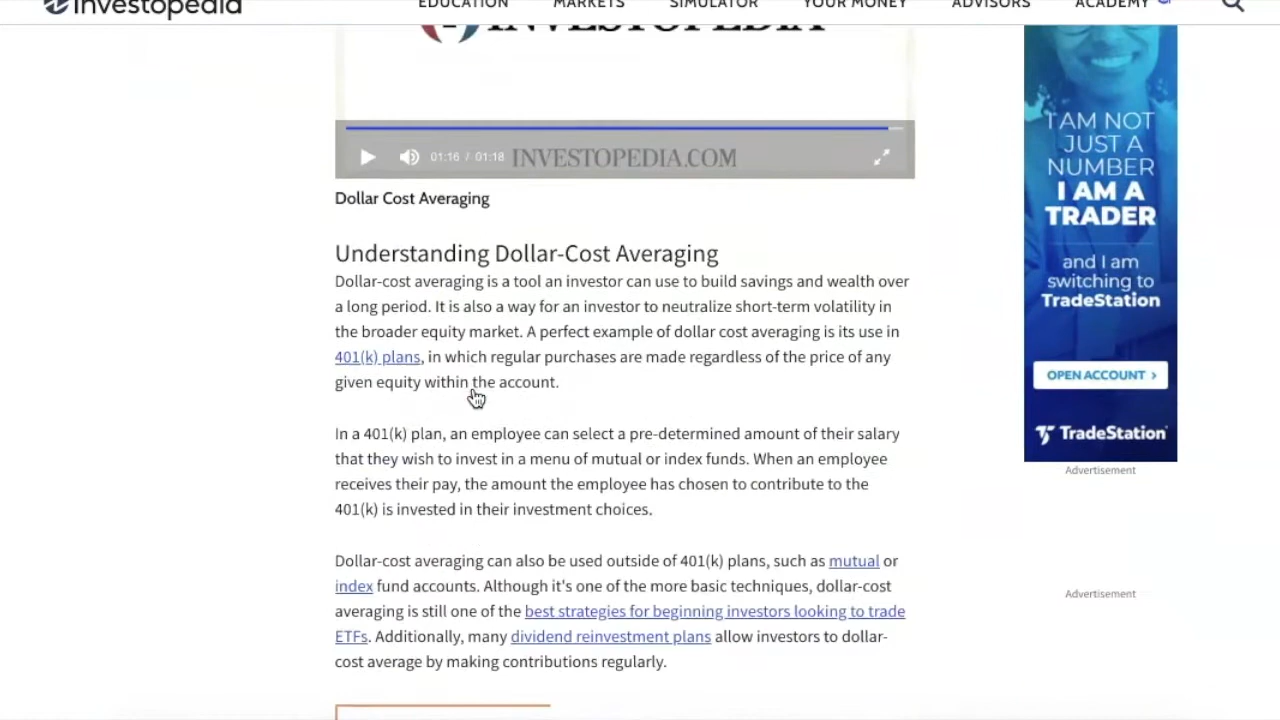 Investopedia
EDUCATION MARKETS SIMULATOR YOUR MONEY ADVISORS ACADEMY
INVESTOPEDIA
01:16 / 01:18 INVESTOPEDIA.COM
Dollar Cost Averaging
Understanding Dollar-Cost Averaging
Dollar-cost averaging is a tool an investor can use to build savings and wealth over
a long period. It is also a way for an investor to neutralize short-term volatility in
the broader equity market. A perfect example of dollar cost averaging is its use in
401(k) plans, in which regular purchases are made regardless of the price of any
given equity within the account.
In a 401(k) plan, an employee can select a pre-determined amount of their salary
that they wish to invest in a menu of mutual or index funds. When an employee
receives their pay, the amount the employee has chosen to contribute to the
401(k) is invested in their investment choices.
Dollar-cost averaging can also be used outside of 401(k) plans, such as mutual or
index fund accounts. Although it's one of the more basic techniques, dollar-cost
averaging is still one of the best strategies for beginning investors looking to trade
ETFs. Additionally, many dividend reinvestment plans allow investors to dollar-
cost average by making contributions regularly.
I AM NOT
JUST A
NUMBER
I AM A
TRADER
and I am
switching to
TradeStation
OPEN ACCOUNT >
TradeStation
Advertisement
Advertisement